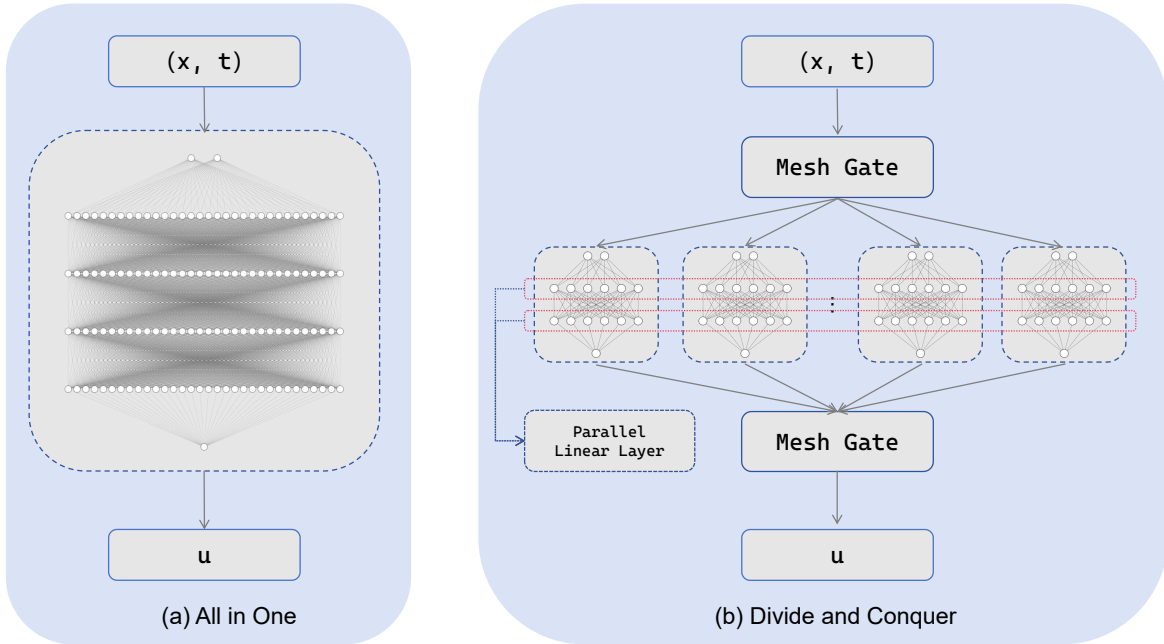 (x, t)
u
(a) All in One
(x, t)
Mesh Gate
⋮
Parallel
Linear Layer
Mesh Gate
u
(b) Divide and Conquer